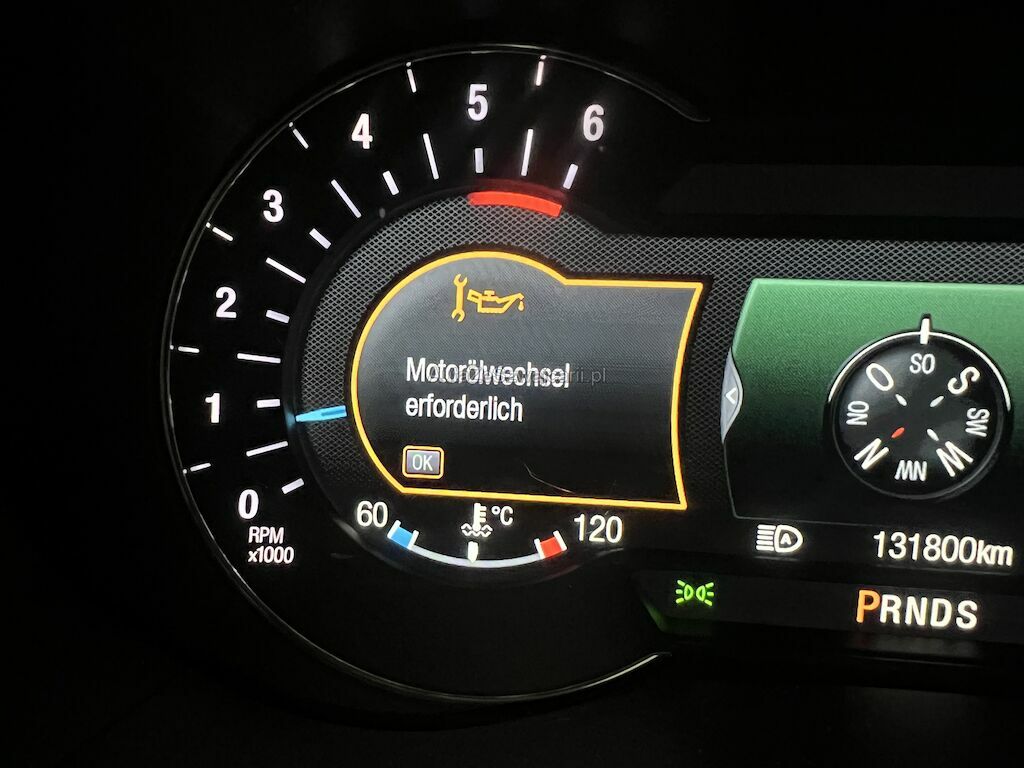 5
4
6
3
2
Motorölwechsel
erforderlich
1
OK
0
RPM
x1000
60
°C
120
SO
S
SW
W
NW
N
NO
O
A
131800km
PRNDS